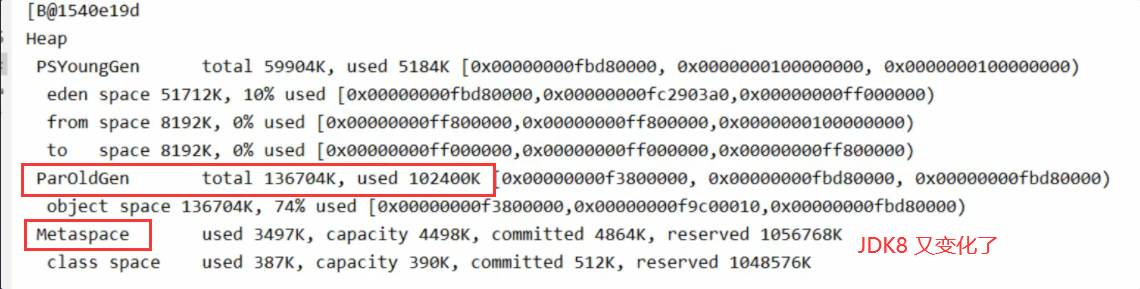 [B@1540e19d
Heap
PSYoungGen total 59904K, used 5184K [0x00000000fbd80000, 0x0000000100000000, 0x0000000100000000)
eden space 51712K, 10% used [0x00000000fbd80000,0x00000000fc2903a0,0x00000000ff000000)
from space 8192K, 0% used [0x00000000ff800000,0x00000000ff800000,0x0000000100000000)
to space 8192K, 0% used [0x00000000ff000000,0x00000000ff000000,0x00000000ff800000)
ParOldGen total 136704K, used 102400K [0x00000000f3800000, 0x00000000fbd80000, 0x00000000fbd80000)
object space 136704K, 74% used [0x00000000f3800000,0x00000000f9c00010,0x00000000fbd80000)
Metaspace used 3497K, capacity 4498K, committed 4864K, reserved 1056768K
JDK8 又变化了
class space used 387K, capacity 390K, committed 512K, reserved 1048576K